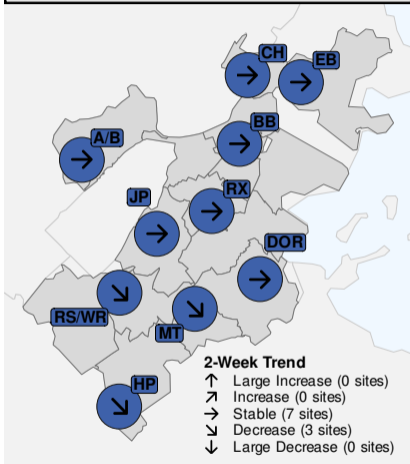 CH
EB
BB
A/B
JP
RX
DOR
RS/WR
MT
HP
2-Week Trend
↑ Large Increase (0 sites)
↗ Increase (0 sites)
→ Stable (7 sites)
↘ Decrease (3 sites)
↓ Large Decrease (0 sites)